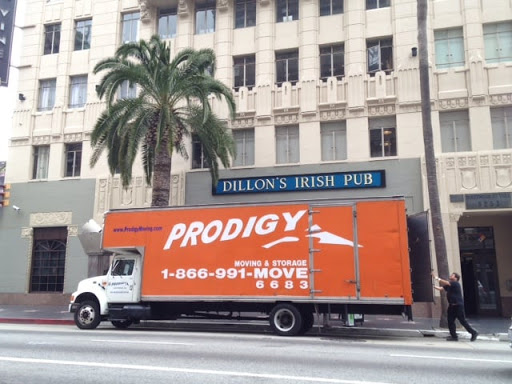 DILLON'S IRISH PUB
www.ProdigyMoving.com
PRODIGY
MOVING & STORAGE
1-866-991-MOVE
6683